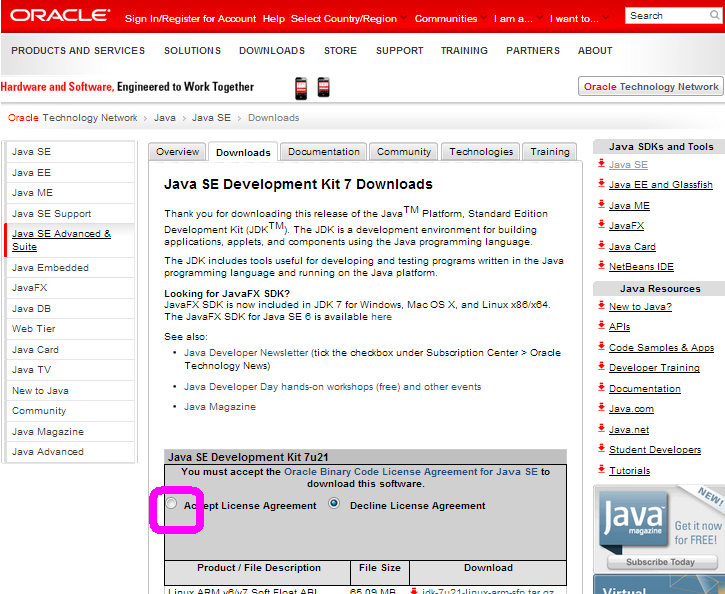 ORACLE
Sign In/Register for Account Help Select Country/Region Communities I am a... I want to... Search
PRODUCTS AND SERVICES SOLUTIONS DOWNLOADS STORE SUPPORT TRAINING PARTNERS ABOUT
Hardware and Software, Engineered to Work Together
Oracle Technology Network
Oracle Technology Network > Java > Java SE > Downloads
Java SE
Java EE
Java ME
Java SE Support
Java SE Advanced &
Suite
Java Embedded
JavaFX
Java DB
Web Tier
Java Card
Java TV
New to Java
Community
Java Magazine
Java Advanced
Overview Downloads Documentation Community Technologies Training
Java SE Development Kit 7 Downloads
Thank you for downloading this release of the Java™ Platform, Standard Edition
Development Kit (JDK™). The JDK is a development environment for building
applications, applets, and components using the Java programming language.
The JDK includes tools useful for developing and testing programs written in the Java
programming language and running on the Java platform.
Looking for JavaFX SDK?
JavaFX SDK is now included in JDK 7 for Windows, Mac OS X, and Linux x86/x64.
The JavaFX SDK for Java SE 6 is available here
See also:
• Java Developer Newsletter (tick the checkbox under Subscription Center > Oracle
Technology News)
• Java Developer Day hands-on workshops (free) and other events
• Java Magazine
Java SE Development Kit 7u21
You must accept the Oracle Binary Code License Agreement for Java SE to
download this software.
Accept License Agreement Decline License Agreement
Product / File Description File Size Download
Linux ARM v6/v7 Soft Float ABI 65.09 MB jdk-7u21-linux-arm-sfp.tar.gz
Java SDKs and Tools
Java SE
Java EE and Glassfish
Java ME
JavaFX
Java Card
NetBeans IDE
Java Resources
New to Java?
APIs
Code Samples & Apps
Developer Training
Documentation
Java.com
Java.net
Student Developers
Tutorials
NEW!
Java
magazine
Get it now
for FREE!
Subscribe Today
Virtual